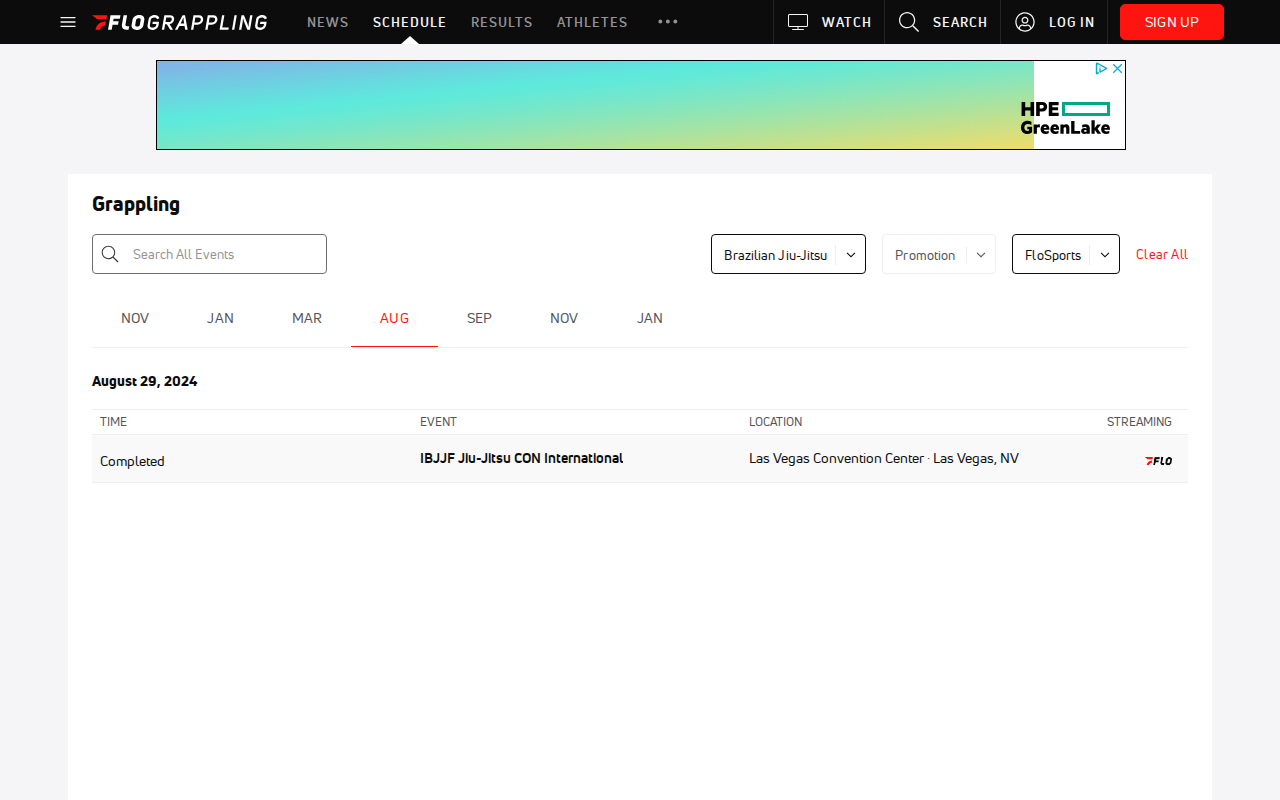 FLOGRAPPLING NEWS SCHEDULE RESULTS ATHLETES WATCH SEARCH LOG IN SIGN UP
HPE
GreenLake
Grappling
Search All Events Brazilian Jiu-Jitsu Promotion FloSports Clear All
NOV JAN MAR AUG SEP NOV JAN
August 29, 2024
TIME EVENT LOCATION STREAMING
Completed IBJJF Jiu-Jitsu CON International Las Vegas Convention Center · Las Vegas, NV FLO